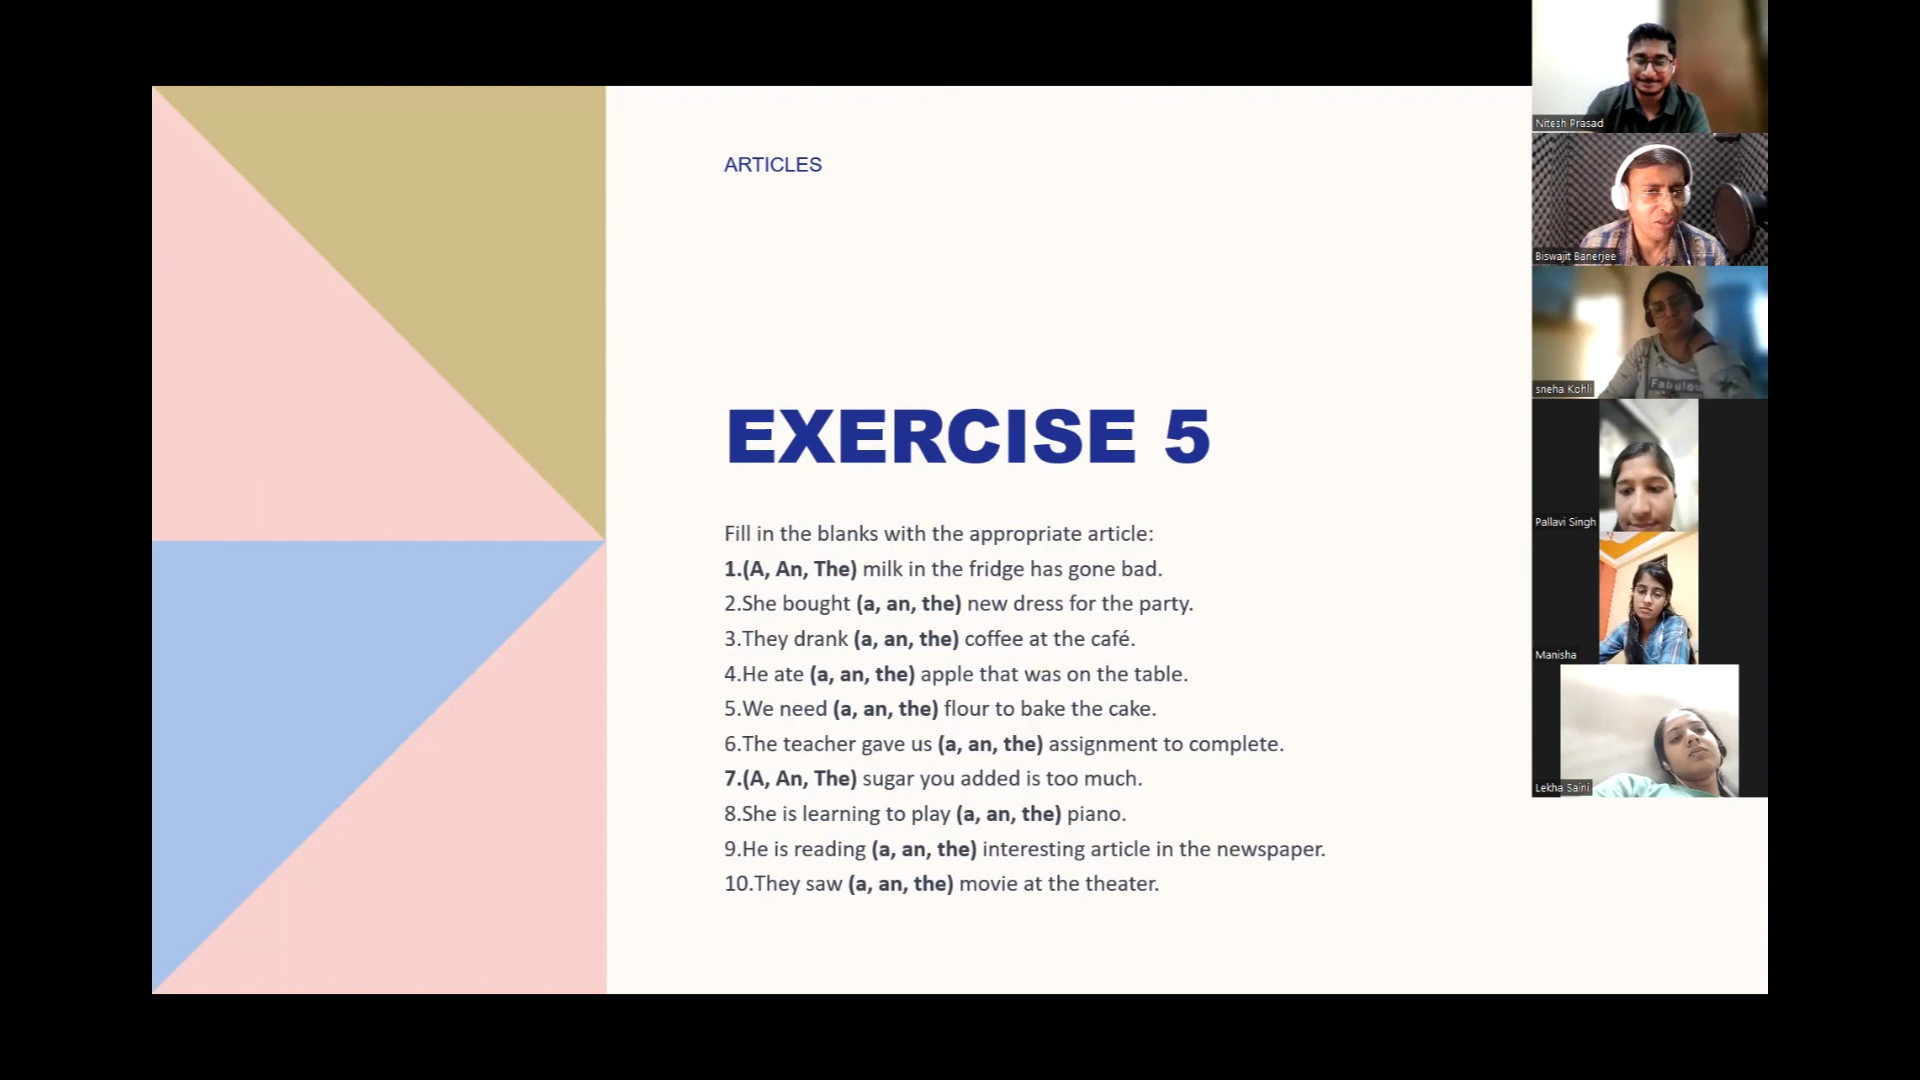 ARTICLES
EXERCISE 5
Fill in the blanks with the appropriate article:
1.(A, An, The) milk in the fridge has gone bad.
2.She bought (a, an, the) new dress for the party.
3.They drank (a, an, the) coffee at the café.
4.He ate (a, an, the) apple that was on the table.
5.We need (a, an, the) flour to bake the cake.
6.The teacher gave us (a, an, the) assignment to complete.
7.(A, An, The) sugar you added is too much.
8.She is learning to play (a, an, the) piano.
9.He is reading (a, an, the) interesting article in the newspaper.
10.They saw (a, an, the) movie at the theater.
Nitesh Prasad
Biswajit Banerjee
sneha Kohli
Pallavi Singh
Manisha
Lekha Saini